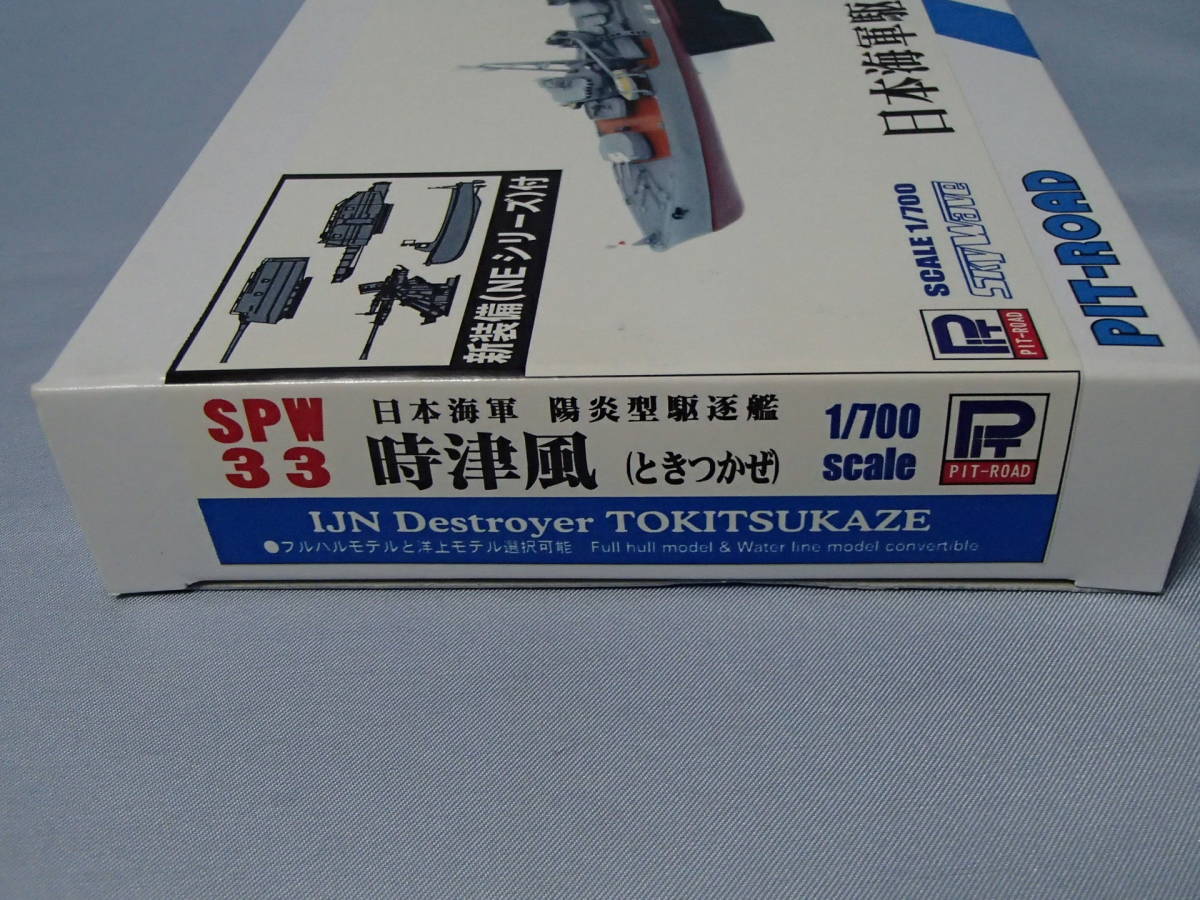 日本海軍駆
新装備(NEシリーズ)付
SCALE 1/700
Skywave
PIT-ROAD
PIT
PIT-ROAD
SPW
33
日本海軍 陽炎型駆逐艦
時津風 (ときつかぜ)
1/700
scale
PIT
PIT-ROAD
IJN Destroyer TOKITSUKAZE
●フルハルモデルと洋上モデル選択可能 Full hull model & Water line model convertible